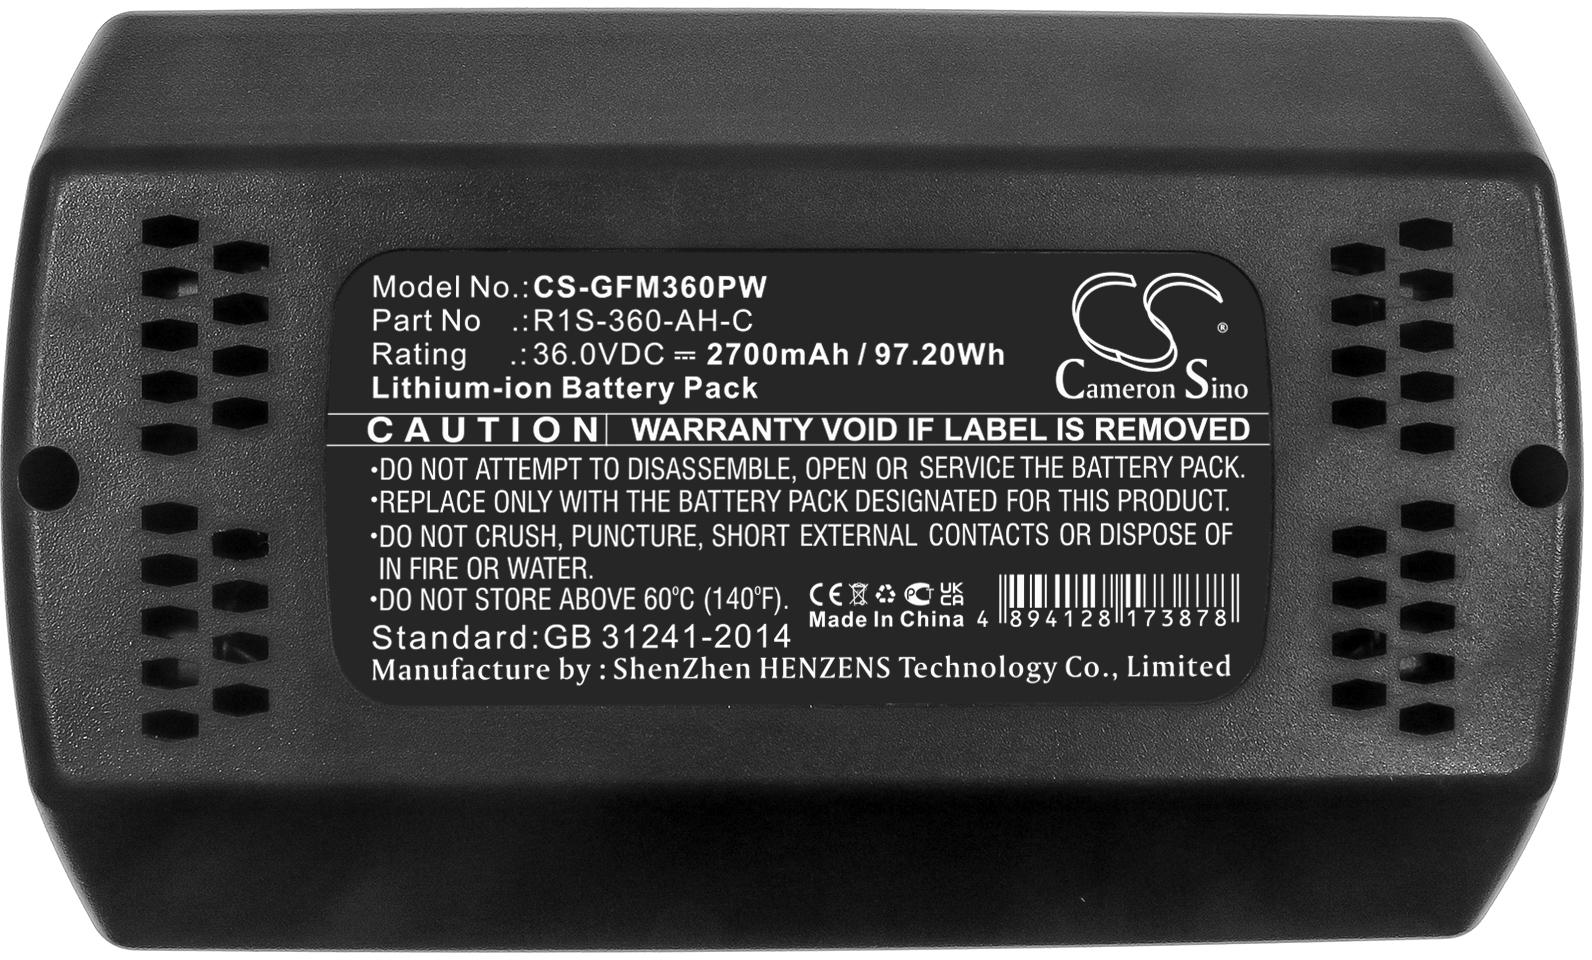 Model No.:CS-GFM360PW
Part No .:R1S-360-AH-C
Rating .:36.0VDC ⎓ 2700mAh / 97.20Wh
Lithium-ion Battery Pack
CS®
Cameron Sino
CAUTION WARRANTY VOID IF LABEL IS REMOVED
•DO NOT ATTEMPT TO DISASSEMBLE, OPEN OR SERVICE THE BATTERY PACK.
•REPLACE ONLY WITH THE BATTERY PACK DESIGNATED FOR THIS PRODUCT.
•DO NOT CRUSH, PUNCTURE, SHORT EXTERNAL CONTACTS OR DISPOSE OF
IN FIRE OR WATER.
•DO NOT STORE ABOVE 60ºC (140ºF).
CE PCT UKCA
Made In China
4 894128 173878
Standard:GB 31241-2014
Manufacture by : ShenZhen HENZENS Technology Co., Limited